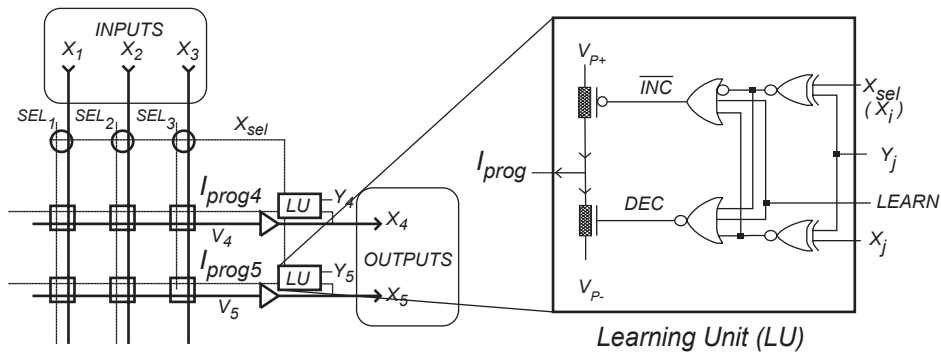 INPUTS
X1 X2 X3
SEL1 SEL2 SEL3 Xsel
Iprog4 LU Y4
V4 X4
Iprog5 LU Y5
V5 X5
OUTPUTS
VP+
INC
Xsel
(Xi)
Iprog
Yj
DEC
LEARN
Xj
VP-
Learning Unit (LU)